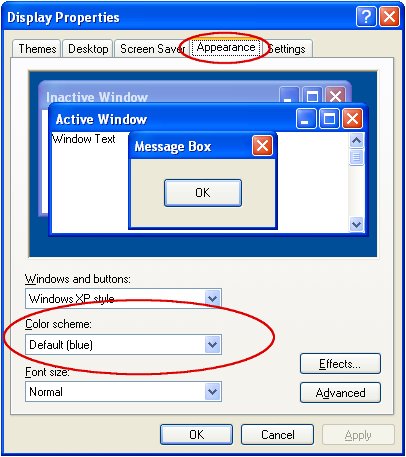 Display Properties
Themes Desktop Screen Saver Appearance Settings
Inactive Window
Active Window
Window Text
Message Box
OK
Windows and buttons:
Windows XP style
Color scheme:
Default (blue)
Effects...
Font size:
Normal
Advanced
OK Cancel Apply